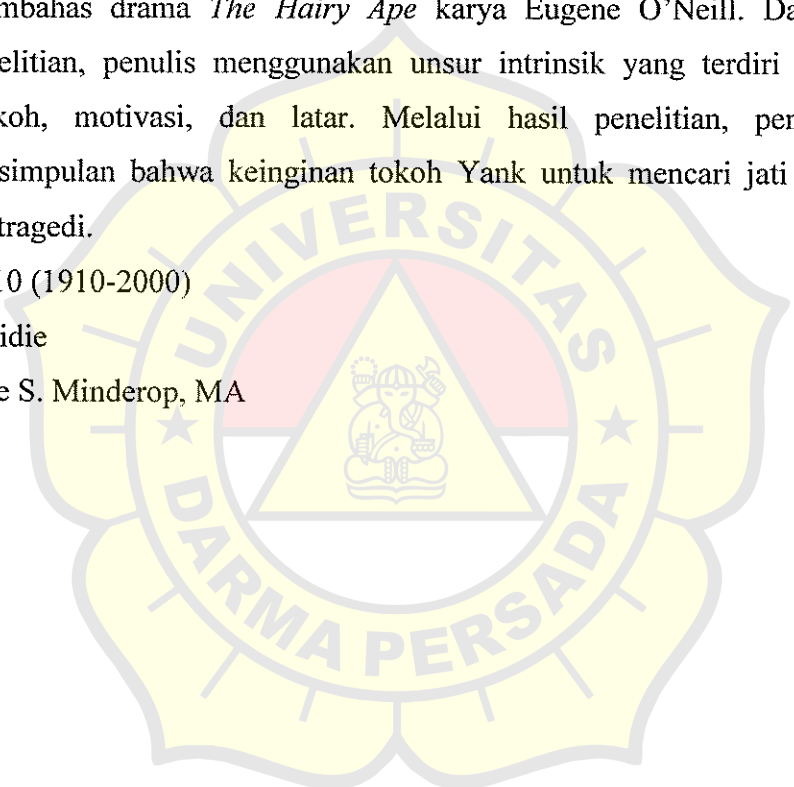 mbahas drama The Hairy Ape karya Eugene O'Neill. Da
elitian, penulis menggunakan unsur intrinsik yang terdiri
koh, motivasi, dan latar. Melalui hasil penelitian, per
simpulan bahwa keinginan tokoh Yank untuk mencari jati
tragedi.
10 (1910-2000)
idie
e S. Minderop, MA
UNIVERSITAS
DARMA PERSADA